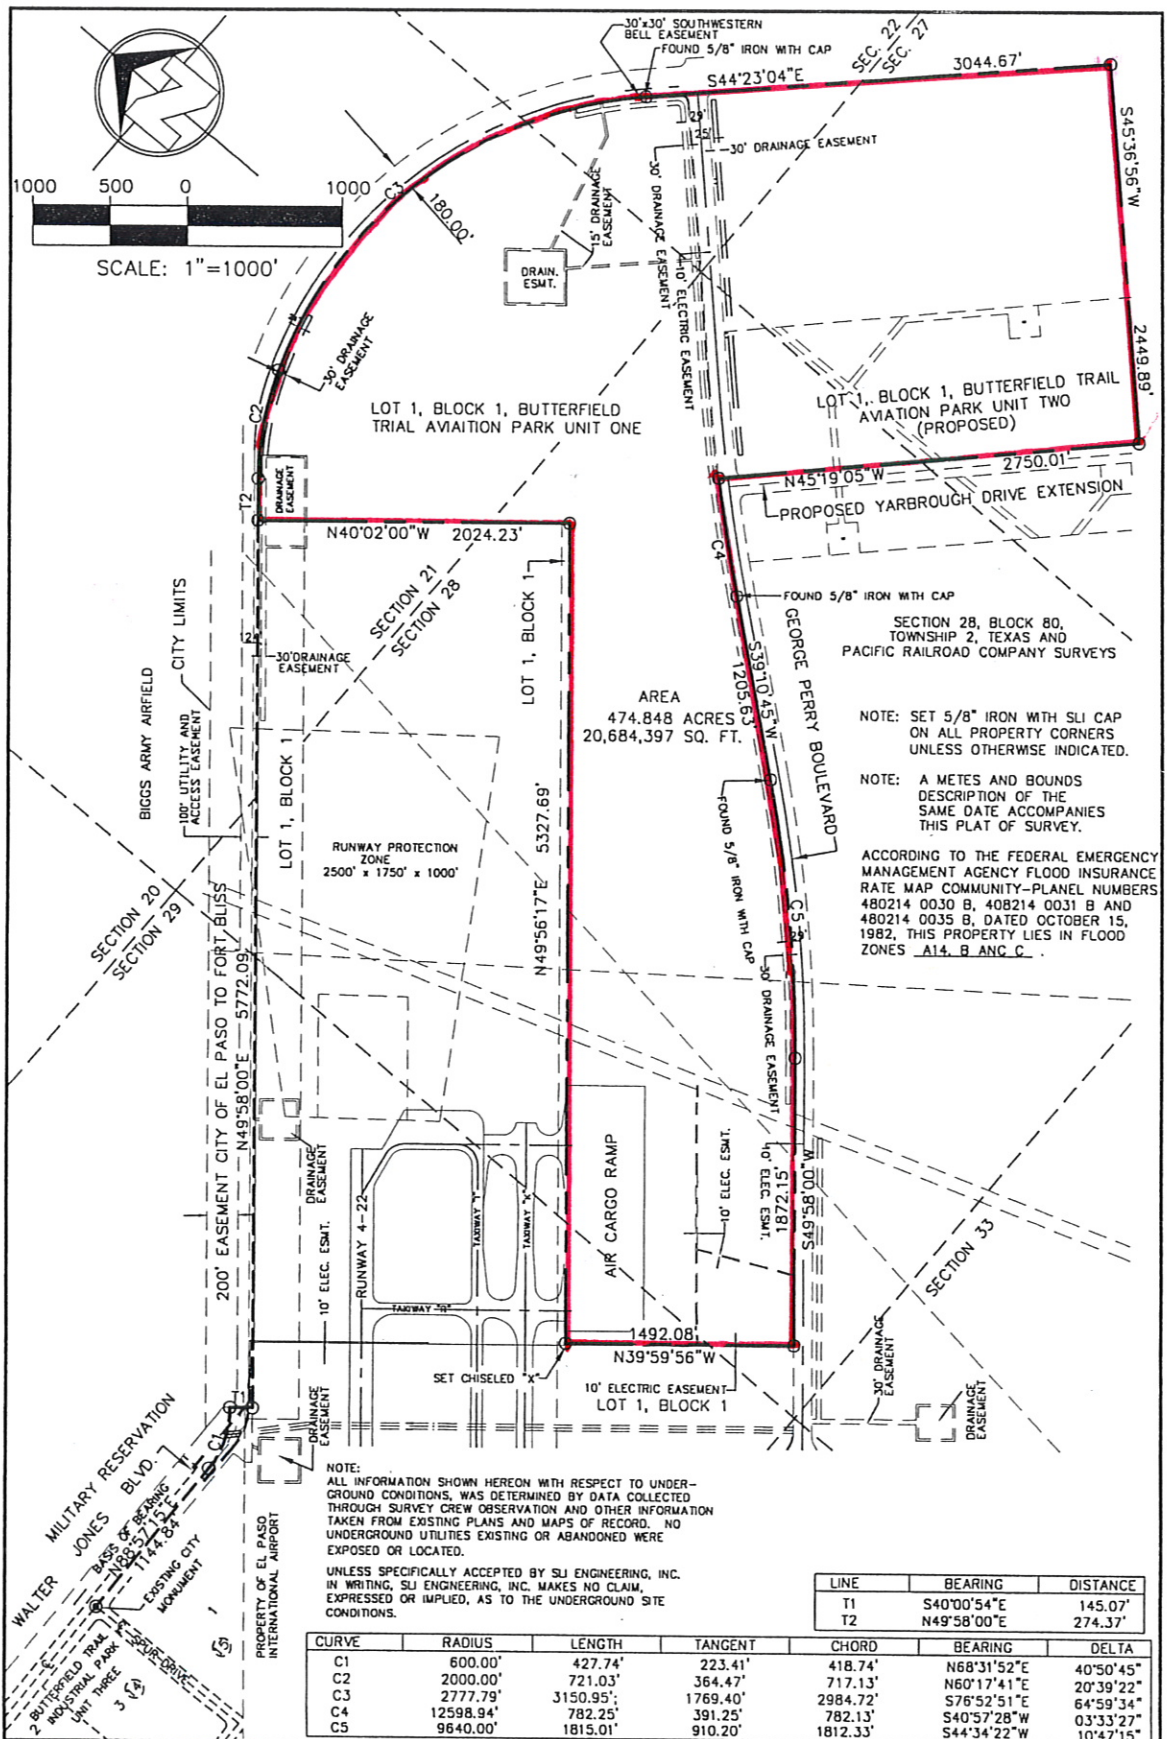 30'x30' SOUTHWESTERN
BELL EASEMENT
FOUND 5/8" IRON WITH CAP
SEC. 22
SEC. 27
S44°23'04"E
3044.67'
S45°36'56"W
2449.89'
1000 500 0 1000
SCALE: 1"=1000'
C3
180.00'
29'
25'
30' DRAINAGE EASEMENT
15' DRAINAGE
EASEMENT
30' DRAINAGE EASEMENT
10' ELECTRIC EASEMENT
DRAIN.
ESMT.
30' DRAINAGE
EASEMENT
C2
LOT 1, BLOCK 1, BUTTERFIELD
TRIAL AVIAITION PARK UNIT ONE
LOT 1, BLOCK 1, BUTTERFIELD TRAIL
AVIATION PARK UNIT TWO
(PROPOSED)
N45°19'05"W
2750.01'
PROPOSED YARBROUGH DRIVE EXTENSION
T2
DRAINAGE
EASEMENT
N40°02'00"W 2024.23'
C4
FOUND 5/8" IRON WITH CAP
SECTION 21
SECTION 28
LOT 1, BLOCK 1
CITY LIMITS
24'
30'DRAINAGE
EASEMENT
BIGGS ARMY AIRFIELD
100' UTILITY AND
ACCESS EASEMENT
LOT 1, BLOCK 1
SECTION 28, BLOCK 80,
TOWNSHIP 2, TEXAS AND
PACIFIC RAILROAD COMPANY SURVEYS
GEORGE PERRY BOULEVARD
S39°10'45"W
1205.63'
AREA
474.848 ACRES
20,684,397 SQ. FT.
NOTE: SET 5/8" IRON WITH SLI CAP
ON ALL PROPERTY CORNERS
UNLESS OTHERWISE INDICATED.
NOTE: A METES AND BOUNDS
DESCRIPTION OF THE
SAME DATE ACCOMPANIES
THIS PLAT OF SURVEY.
FOUND 5/8" IRON WITH CAP
N49°56'17"E 5327.69'
RUNWAY PROTECTION
ZONE
2500' x 1750' x 1000'
ACCORDING TO THE FEDERAL EMERGENCY
MANAGEMENT AGENCY FLOOD INSURANCE
RATE MAP COMMUNITY-PLANEL NUMBERS
480214 0030 B, 408214 0031 B AND
480214 0035 B, DATED OCTOBER 15,
1982, THIS PROPERTY LIES IN FLOOD
ZONES A14, B ANC C .
SECTION 20
SECTION 29
C5
29'
30' DRAINAGE EASEMENT
200' EASEMENT CITY OF EL PASO TO FORT BLISS
N49°58'00"E 5772.09'
DRAINAGE
EASEMENT
10' ELEC. ESMT.
RUNWAY 4-22
TAXIWAY "K"
AIR CARGO RAMP
10' ELEC. ESMT.
10' ELEC. ESMT.
1872.15'
S49°58'00"W
SECTION 33
1492.08'
N39°59'56"W
SET CHISELED "X"
10' ELECTRIC EASEMENT
LOT 1, BLOCK 1
30' DRAINAGE
EASEMENT
DRAINAGE
EASEMENT
T1
C1
DRAINAGE
EASEMENT
MILITARY RESERVATION
WALTER JONES BLVD.
BASIS OF BEARING
N88°57'15"E
1144.84'
EXISTING CITY
MONUMENT
PROPERTY OF EL PASO
INTERNATIONAL AIRPORT
SPUR DRIVE
BUTTERFIELD TRAIL
INDUSTRIAL PARK
UNIT THREE
1
2
3
NOTE:
ALL INFORMATION SHOWN HEREON WITH RESPECT TO UNDER-
GROUND CONDITIONS, WAS DETERMINED BY DATA COLLECTED
THROUGH SURVEY CREW OBSERVATION AND OTHER INFORMATION
TAKEN FROM EXISTING PLANS AND MAPS OF RECORD. NO
UNDERGROUND UTILITIES EXISTING OR ABANDONED WERE
EXPOSED OR LOCATED.
UNLESS SPECIFICALLY ACCEPTED BY SLI ENGINEERING, INC.
IN WRITING, SLI ENGINEERING, INC. MAKES NO CLAIM,
EXPRESSED OR IMPLIED, AS TO THE UNDERGROUND SITE
CONDITIONS.
LINE BEARING DISTANCE
T1 S40°00'54"E 145.07'
T2 N49°58'00"E 274.37'
CURVE RADIUS LENGTH TANGENT CHORD BEARING DELTA
C1 600.00' 427.74' 223.41' 418.74' N68°31'52"E 40°50'45"
C2 2000.00' 721.03' 364.47' 717.13' N60°17'41"E 20°39'22"
C3 2777.79' 3150.95'; 1769.40' 2984.72' S76°52'51"E 64°59'34"
C4 12598.94' 782.25' 391.25' 782.13' S40°57'28"W 03°33'27"
C5 9640.00' 1815.01' 910.20' 1812.33' S44°34'22"W 10°47'15"